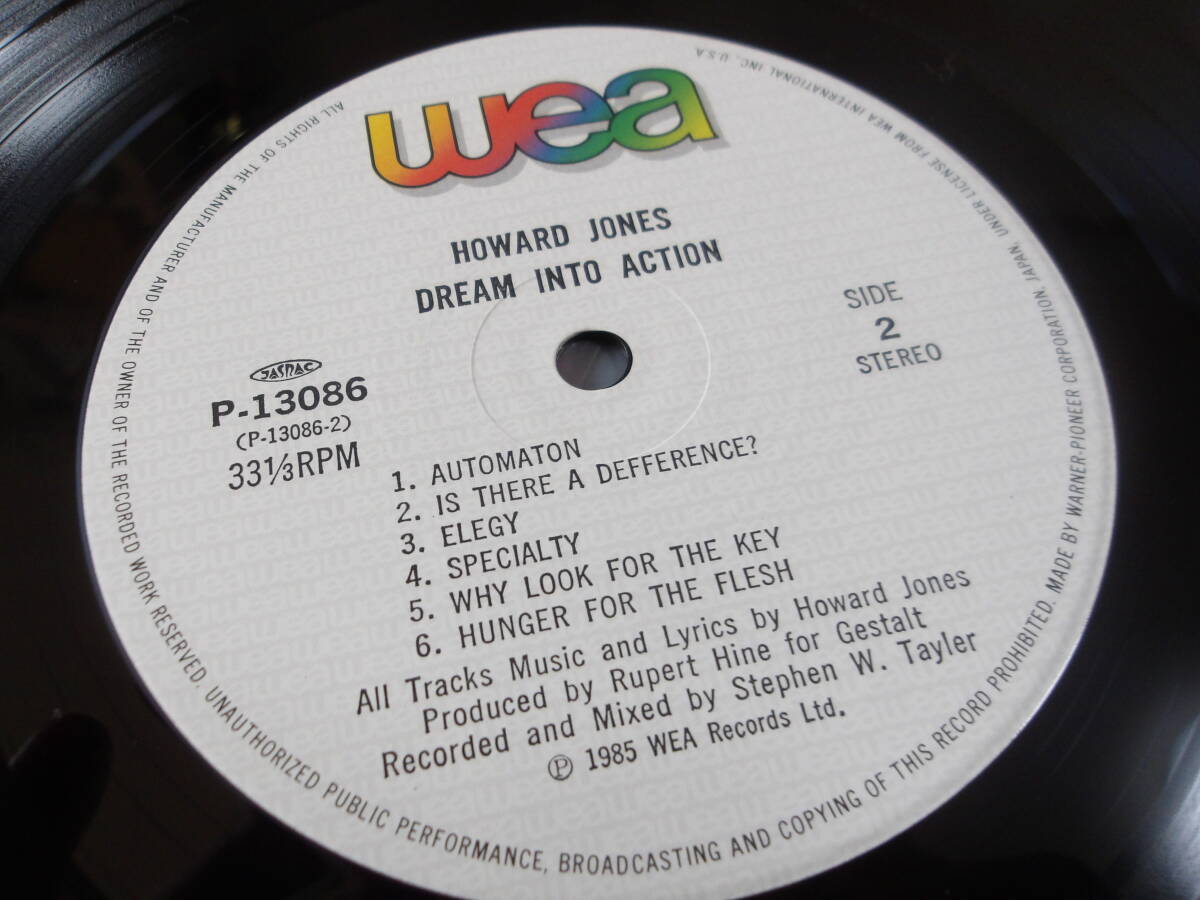 wea
HOWARD JONES
DREAM INTO ACTION
SIDE
2
STEREO
JASRAC
P-13086
(P-13086-2)
33⅓RPM
1. AUTOMATON
2. IS THERE A DEFFERENCE?
3. ELEGY
4. SPECIALTY
5. WHY LOOK FOR THE KEY
6. HUNGER FOR THE FLESH
All Tracks Music and Lyrics by Howard Jones
Produced by Rupert Hine for Gestalt
Recorded and Mixed by Stephen W. Tayler
℗ 1985 WEA Records Ltd.
ALL RIGHTS OF THE MANUFACTURER AND OF THE OWNER OF THE RECORDED WORK RESERVED. UNAUTHORIZED PUBLIC PERFORMANCE, BROADCASTING AND COPYING OF THIS RECORD PROHIBITED. MADE BY WARNER-PIONEER CORPORATION, JAPAN, UNDER LICENSE FROM WEA INTERNATIONAL INC., U.S.A